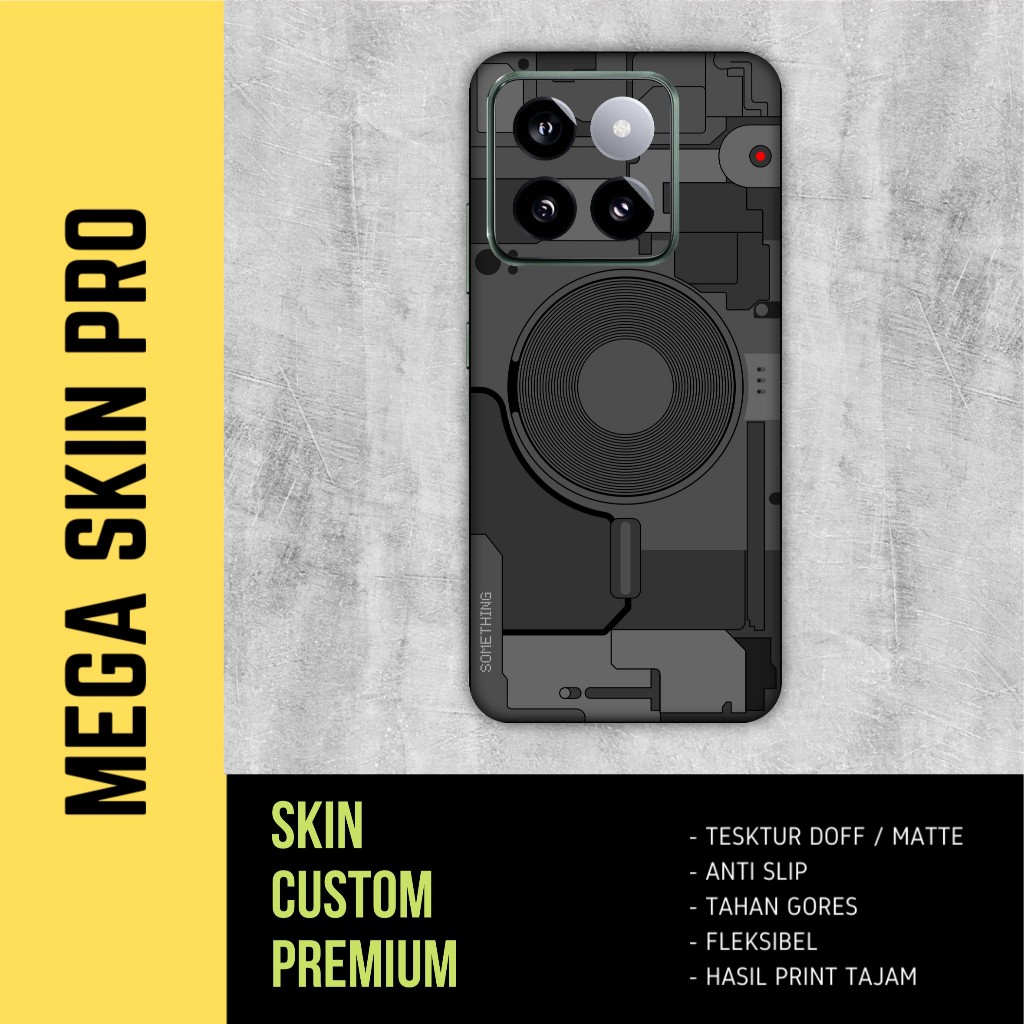 MEGA SKIN PRO
SOMETHING
SKIN
CUSTOM
PREMIUM
- TESKTUR DOFF / MATTE
- ANTI SLIP
- TAHAN GORES
- FLEKSIBEL
- HASIL PRINT TAJAM